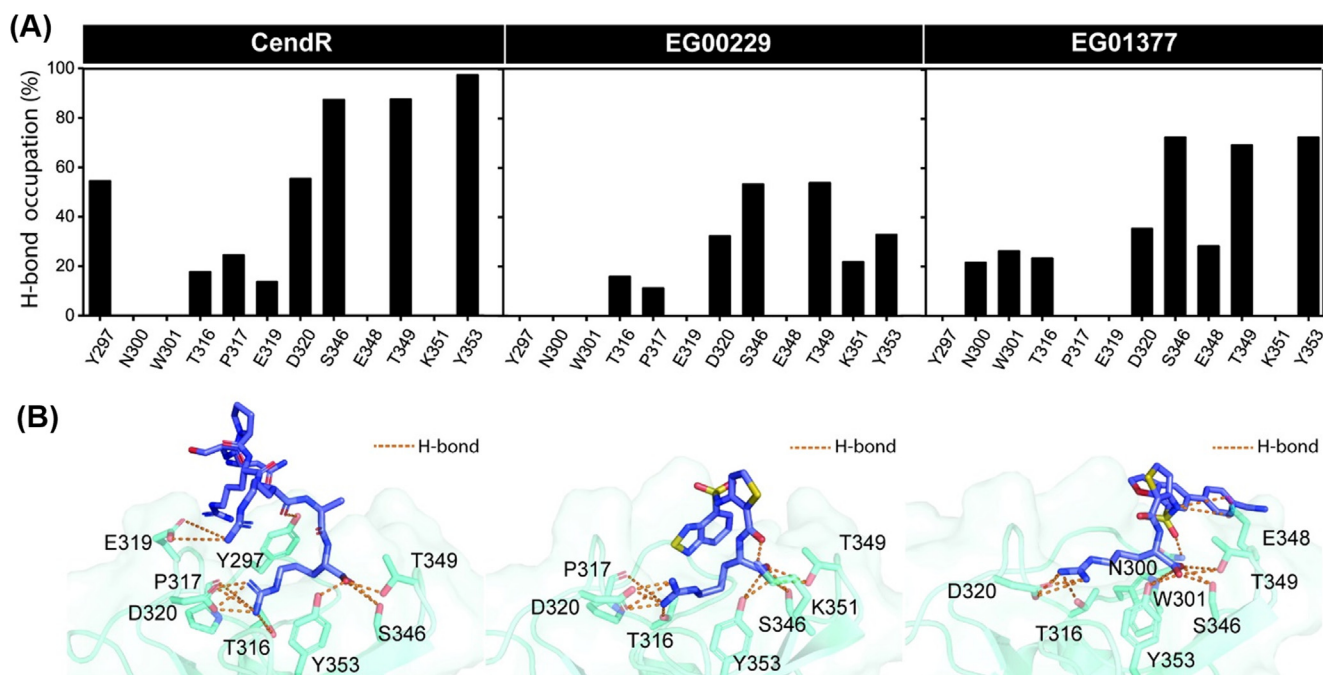 (A)
CendR EG00229 EG01377
H-bond occupation (%)
100
80
60
40
20
0
Y297 N300 W301 T316 P317 E319 D320 S346 E348 T349 K351 Y353
Y297 N300 W301 T316 P317 E319 D320 S346 E348 T349 K351 Y353
Y297 N300 W301 T316 P317 E319 D320 S346 E348 T349 K351 Y353
(B)
H-bond
E319
Y297
T349
P317
D320
T316
S346
Y353
H-bond
T349
P317
K351
D320
S346
T316
Y353
H-bond
E348
N300
D320
T349
W301
T316
S346
Y353